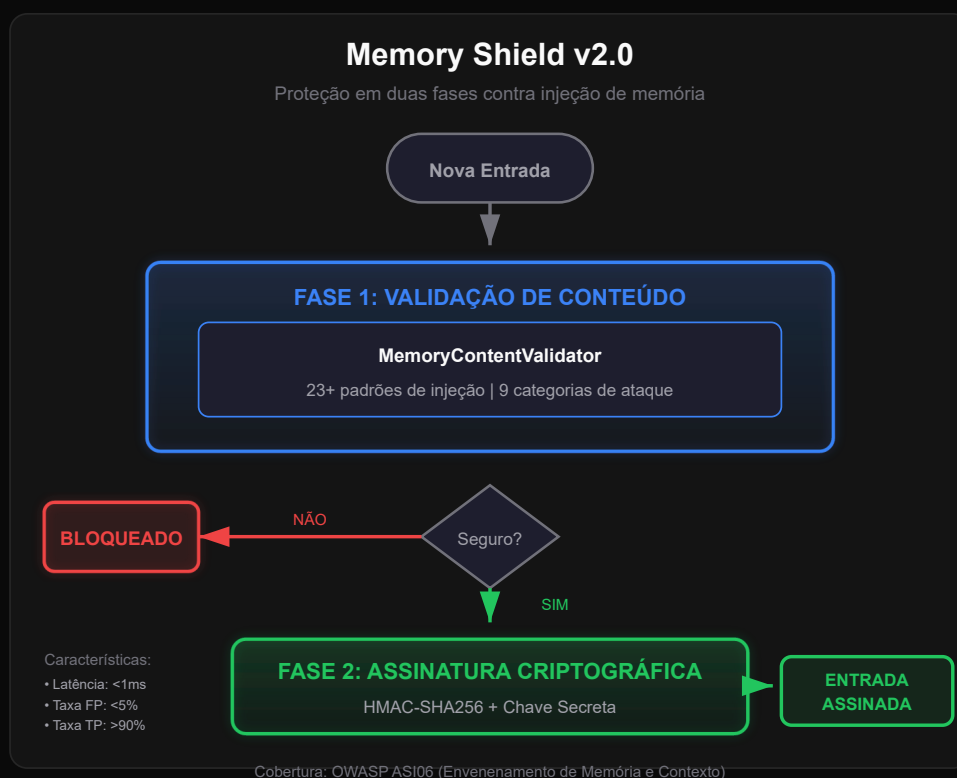 Memory Shield v2.0
Proteção em duas fases contra injeção de memória
Nova Entrada
FASE 1: VALIDAÇÃO DE CONTEÚDO
MemoryContentValidator
23+ padrões de injeção | 9 categorias de ataque
Seguro?
NÃO
BLOQUEADO
SIM
FASE 2: ASSINATURA CRIPTOGRÁFICA
HMAC-SHA256 + Chave Secreta
ENTRADA
ASSINADA
Características:
• Latência: <1ms
• Taxa FP: <5%
• Taxa TP: >90%
Cobertura: OWASP ASI06 (Envenenamento de Memória e Contexto)